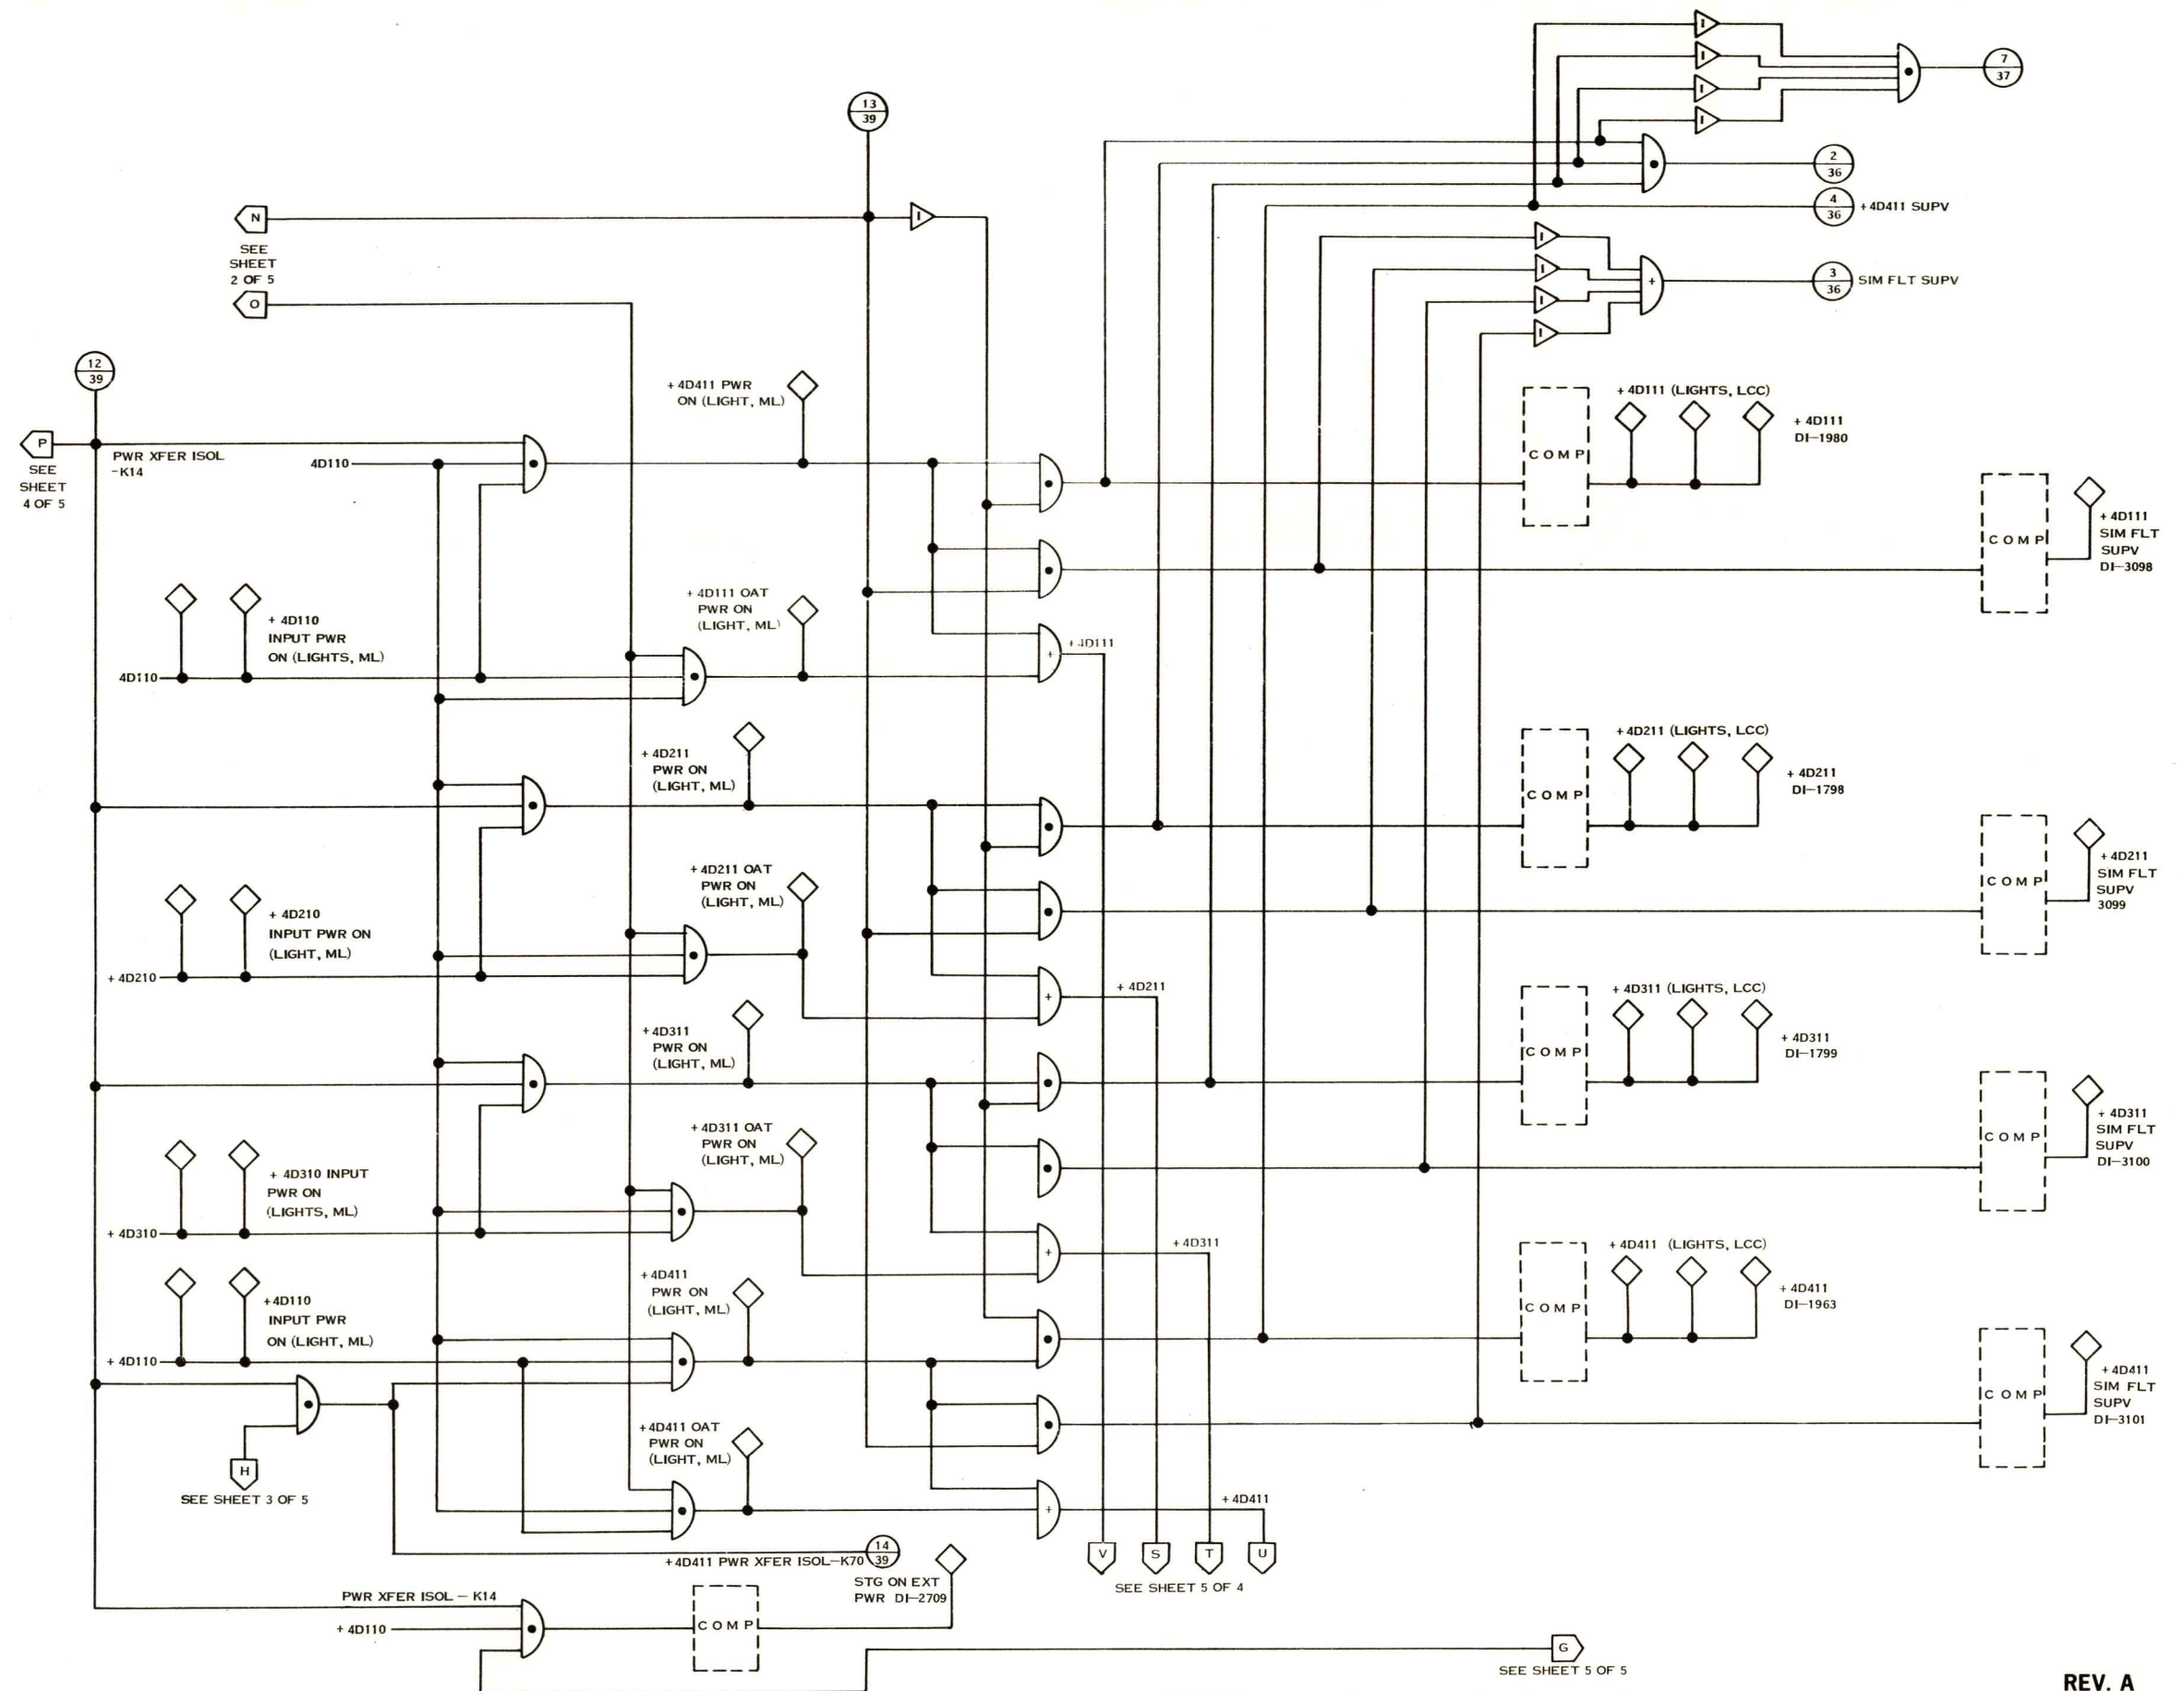 7
37
13
39
2
36
N
4
36
+4D411 SUPV
SEE
SHEET
2 OF 5
3
36
SIM FLT SUPV
O
12
39
+ 4D411 PWR
ON (LIGHT, ML)
+ 4D111 (LIGHTS, LCC)
+ 4D111
DI-1980
P
SEE
SHEET
4 OF 5
PWR XFER ISOL
-K14
4D110
COMP
COMP
+ 4D111
SIM FLT
SUPV
DI-3098
+ 4D111 OAT
PWR ON
(LIGHT, ML)
+ 4D110
INPUT PWR
ON (LIGHTS, ML)
4D110
+ 4D111
+ 4D211
PWR ON
(LIGHT, ML)
+ 4D211 (LIGHTS, LCC)
+ 4D211
DI-1798
COMP
COMP
+ 4D211
SIM FLT
SUPV
3099
+ 4D211 OAT
PWR ON
(LIGHT, ML)
+ 4D210
INPUT PWR ON
(LIGHT, ML)
+ 4D210
+ 4D211
+4D311
PWR ON
(LIGHT, ML)
+ 4D311 (LIGHTS, LCC)
+ 4D311
DI-1799
COMP
COMP
+ 4D311
SIM FLT
SUPV
DI-3100
+ 4D311 OAT
PWR ON
(LIGHT, ML)
+ 4D310 INPUT
PWR ON
(LIGHTS, ML)
+ 4D310
+ 4D311
+ 4D411
PWR ON
(LIGHT, ML)
+ 4D411 (LIGHTS, LCC)
+ 4D411
DI-1963
COMP
COMP
+ 4D411
SIM FLT
SUPV
DI-3101
+4D110
INPUT PWR
ON (LIGHT, ML)
+ 4D110
+4D411 OAT
PWR ON
(LIGHT, ML)
H
SEE SHEET 3 OF 5
+ 4D411
14
39
+4D411 PWR XFER ISOL-K70
V
S
T
U
SEE SHEET 5 OF 4
STG ON EXT
PWR DI-2709
PWR XFER ISOL - K14
+ 4D110
COMP
G
SEE SHEET 5 OF 5
REV. A